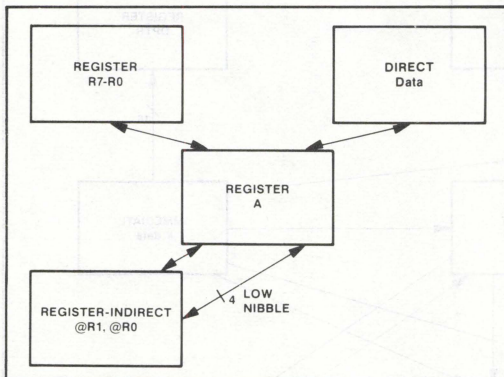 REGISTER
R7-R0
DIRECT
Data
REGISTER
A
REGISTER-INDIRECT
@R1, @R0
4 LOW
NIBBLE